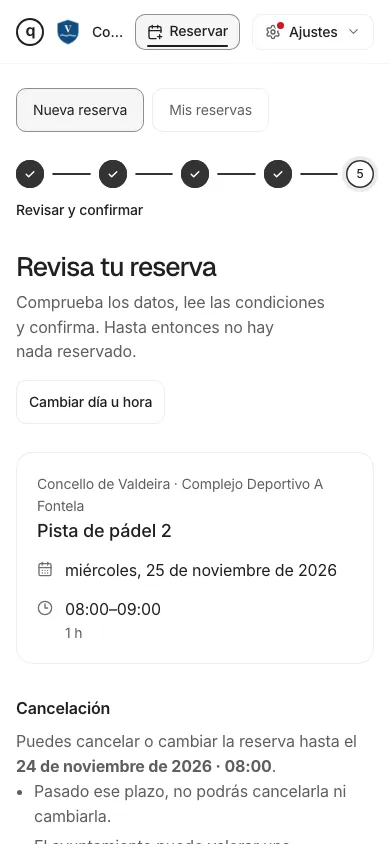 q
V
Co...
Reservar
Ajustes
Nueva reserva
Mis reservas
5
Revisar y confirmar
Revisa tu reserva
Comprueba los datos, lee las condiciones
y confirma. Hasta entonces no hay
nada reservado.
Cambiar día u hora
Concello de Valdeira · Complejo Deportivo A
Fontela
Pista de pádel 2
miércoles, 25 de noviembre de 2026
08:00–09:00
1 h
Cancelación
Puedes cancelar o cambiar la reserva hasta el
24 de noviembre de 2026 · 08:00.
• Pasado ese plazo, no podrás cancelarla ni
cambiarla.